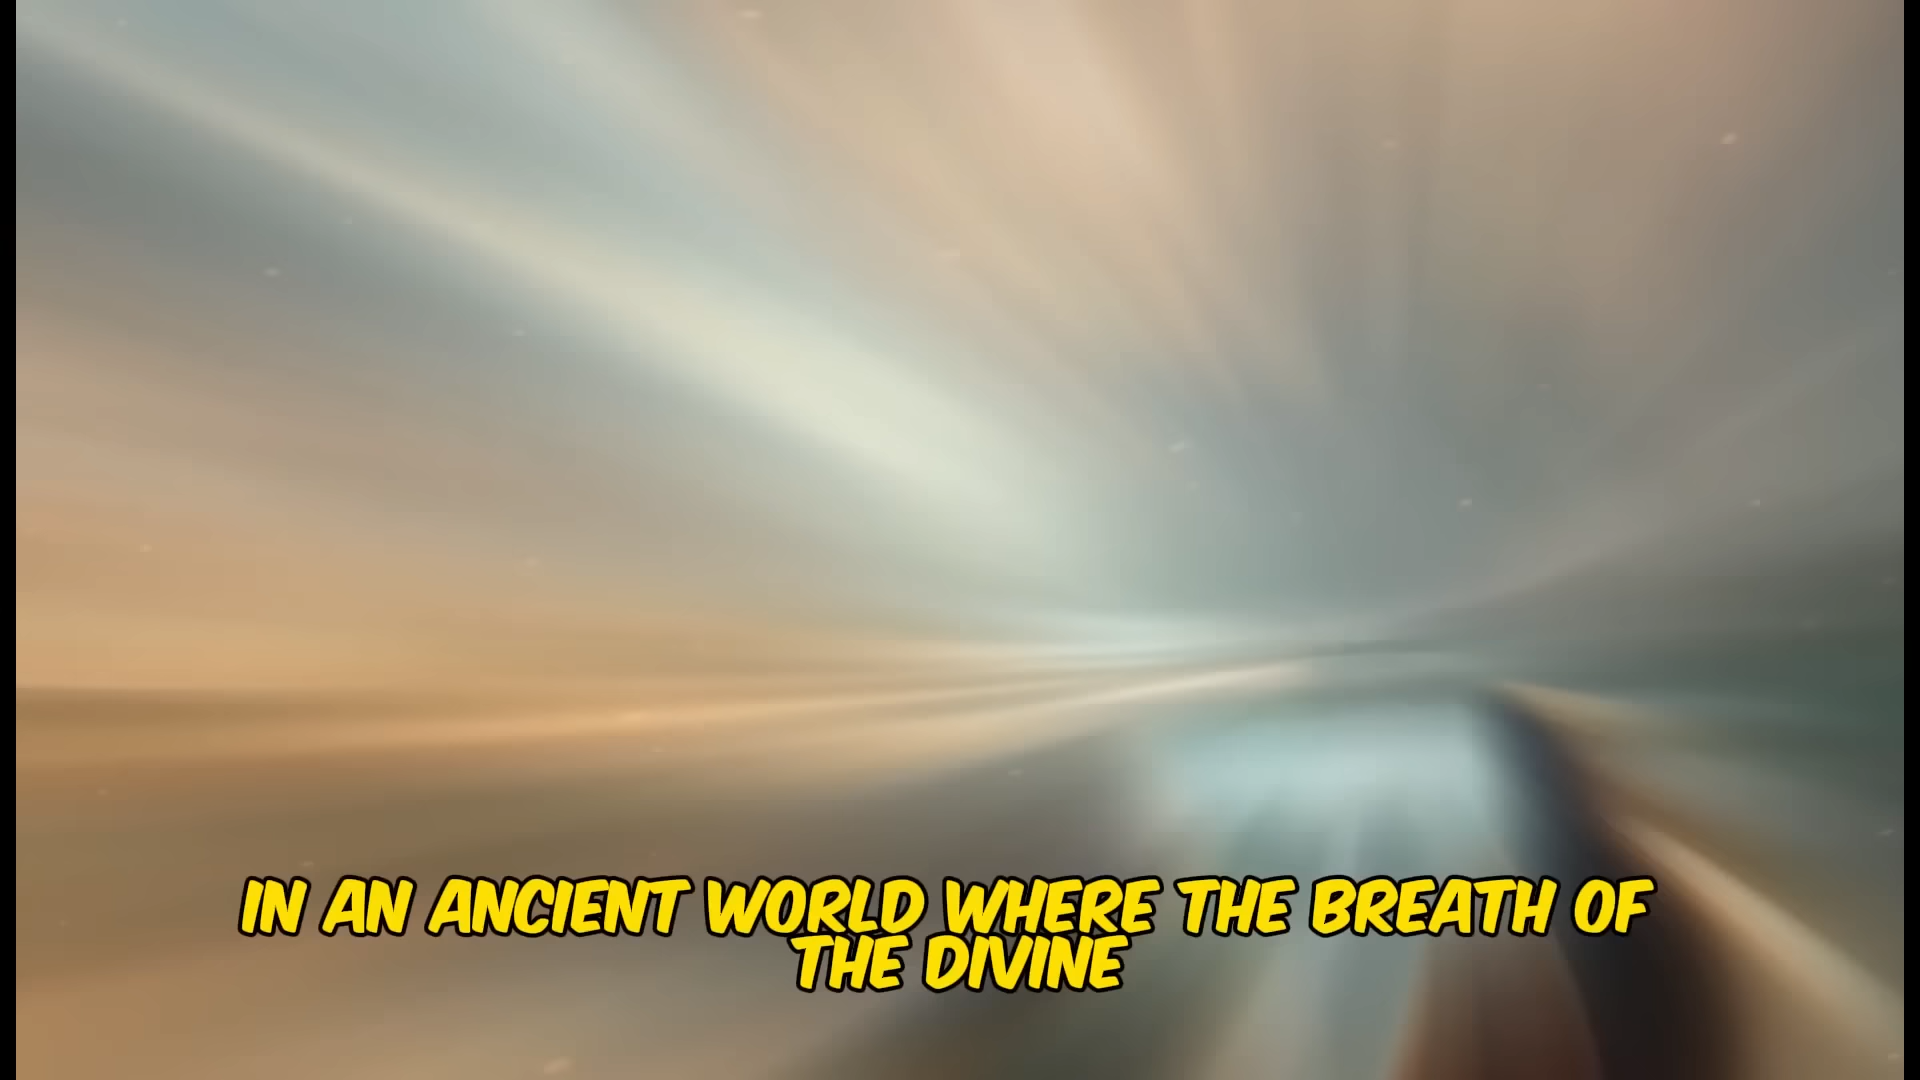 IN AN ANCIENT WORLD WHERE THE BREATH OF
THE DIVINE